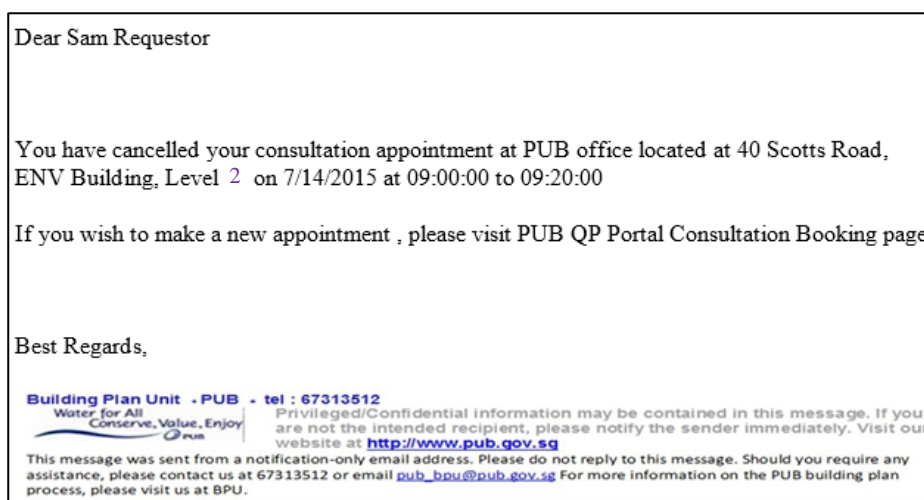 Dear Sam Requestor
You have cancelled your consultation appointment at PUB office located at 40 Scotts Road,
ENV Building, Level 2 on 7/14/2015 at 09:00:00 to 09:20:00
If you wish to make a new appointment , please visit PUB QP Portal Consultation Booking page
Best Regards,
Building Plan Unit - PUB - tel : 67313512
Water for All
Conserve, Value, Enjoy
PUB
Privileged/Confidential information may be contained in this message. If you
are not the intended recipient, please notify the sender immediately. Visit our
website at http://www.pub.gov.sg
This message was sent from a notification-only email address. Please do not reply to this message. Should you require any
assistance, please contact us at 67313512 or email pub_bpu@pub.gov.sg For more information on the PUB building plan
process, please visit us at BPU.